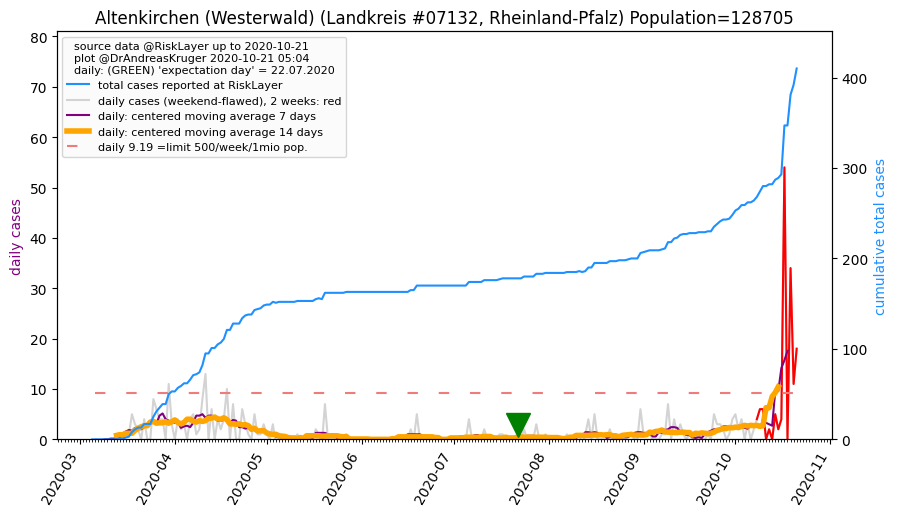 Altenkirchen (Westerwald) (Landkreis #07132, Rheinland-Pfalz) Population=128705
source data @RiskLayer up to 2020-10-21
plot @DrAndreasKruger 2020-10-21 05:04
daily: (GREEN) 'expectation day' = 22.07.2020
total cases reported at RiskLayer
daily cases (weekend-flawed), 2 weeks: red
daily: centered moving average 7 days
daily: centered moving average 14 days
daily 9.19 =limit 500/week/1mio pop.
daily cases
80
70
60
50
40
30
20
10
0
cumulative total cases
400
300
200
100
0
2020-03
2020-04
2020-05
2020-06
2020-07
2020-08
2020-09
2020-10
2020-11